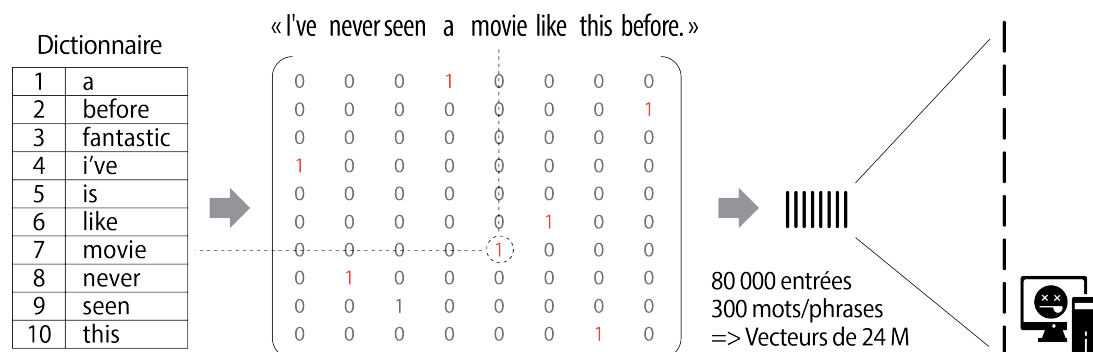 « I've never seen a movie like this before. »
Dictionnaire
1 a
2 before
3 fantastic
4 i've
5 is
6 like
7 movie
8 never
9 seen
10 this
0 0 0 1 0 0 0 0
0 0 0 0 0 0 0 1
0 0 0 0 0 0 0 0
1 0 0 0 0 0 0 0
0 0 0 0 0 0 0 0
0 0 0 0 0 1 0 0
0 0 0 0 1 0 0 0
0 1 0 0 0 0 0 0
0 0 1 0 0 0 0 0
0 0 0 0 0 0 1 0
80 000 entrées
300 mots/phrases
=> Vecteurs de 24 M